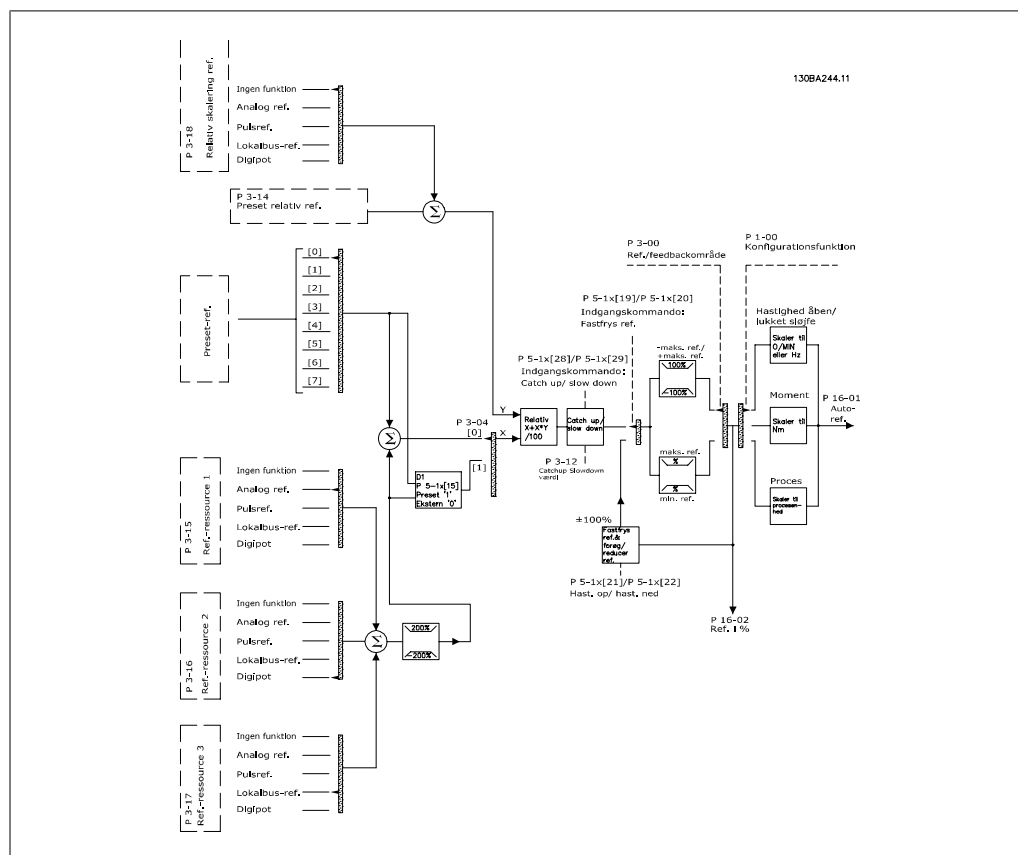 130BA244.11
P 3-18
Relativ skalering ref.
Ingen funktion
Analog ref.
Pulsref.
Lokalbus-ref.
Digipot
P 3-14
Preset relativ ref.
Σ
Preset-ref.
[0]
[1]
[2]
[3]
[4]
[5]
[6]
[7]
Σ
P 3-04
[0]
[1]
D1
P 5-1x[15]
Preset '1'
Ekstern '0'
Y
X
Relativ
X+X*Y
/100
P 5-1x[28]/P 5-1x[29]
Indgangskommando:
Catch up/ slow down
Catch up/
slow down
P 3-12
Catchup Slowdown
værdi
P 5-1x[19]/P 5-1x[20]
Indgangskommando:
Fastfrys ref.
P 3-00
Ref./feedbackområde
P 1-00
Konfigurationsfunktion
-maks. ref./
+maks. ref.
100%
-100%
maks. ref.
%
%
min. ref.
±100%
Fastfrys
ref.&
forøg/
reducer
ref.
P 5-1x[21]/P 5-1x[22]
Hast. op/ hast. ned
Hastighed åben/
lukket sløjfe
Skaler til
O/MIN
eller Hz
Moment
Skaler til
Nm
Proces
Skaler til
procesen-
hed
P 16-01
Auto-
ref.
P 16-02
Ref. i %
P 3-15
Ref.-ressource 1
Ingen funktion
Analog ref.
Pulsref.
Lokalbus-ref.
Digipot
P 3-16
Ref.-ressource 2
Ingen funktion
Analog ref.
Pulsref.
Lokalbus-ref.
Digipot
Σ
200%
-200%
P 3-17
Ref.-ressource 3
Ingen funktion
Analog ref.
Pulsref.
Lokalbus-ref.
Digipot